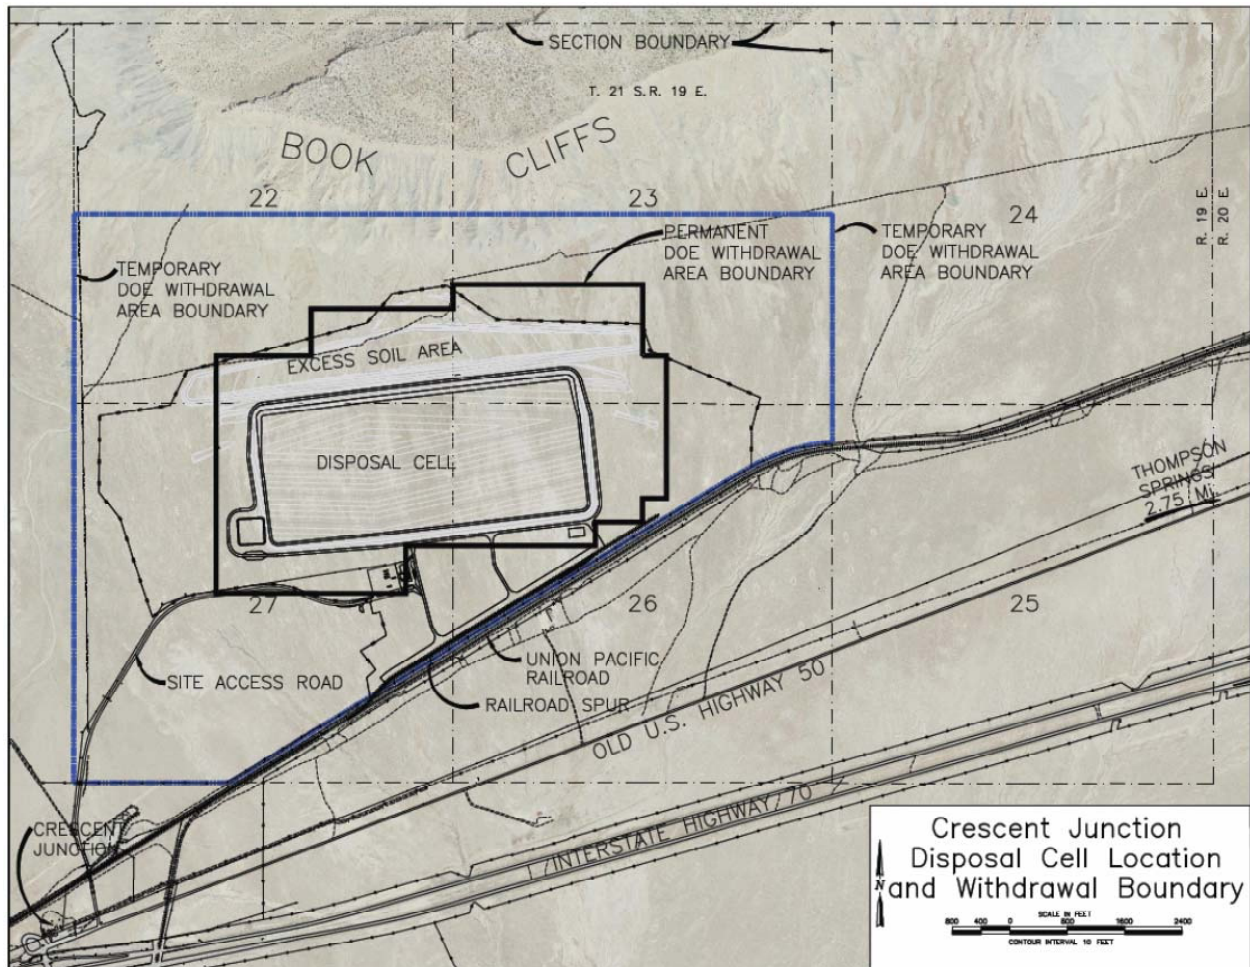 SECTION BOUNDARY
T. 21 S. R. 19 E.
BOOK CLIFFS
22
23
24
R. 19 E.
R. 20 E.
TEMPORARY
DOE WITHDRAWAL
AREA BOUNDARY
PERMANENT
DOE WITHDRAWAL
AREA BOUNDARY
TEMPORARY
DOE WITHDRAWAL
AREA BOUNDARY
EXCESS SOIL AREA
DISPOSAL CELL
THOMPSON
SPRINGS
2.75 Mi.
27
26
25
SITE ACCESS ROAD
UNION PACIFIC
RAILROAD
RAILROAD SPUR
OLD U.S. HIGHWAY 50
INTERSTATE HIGHWAY 70
CRESCENT
JUNCTION
Crescent Junction
Disposal Cell Location
and Withdrawal Boundary
N
SCALE IN FEET
800 400 0 800 1600 2400
CONTOUR INTERVAL 10 FEET